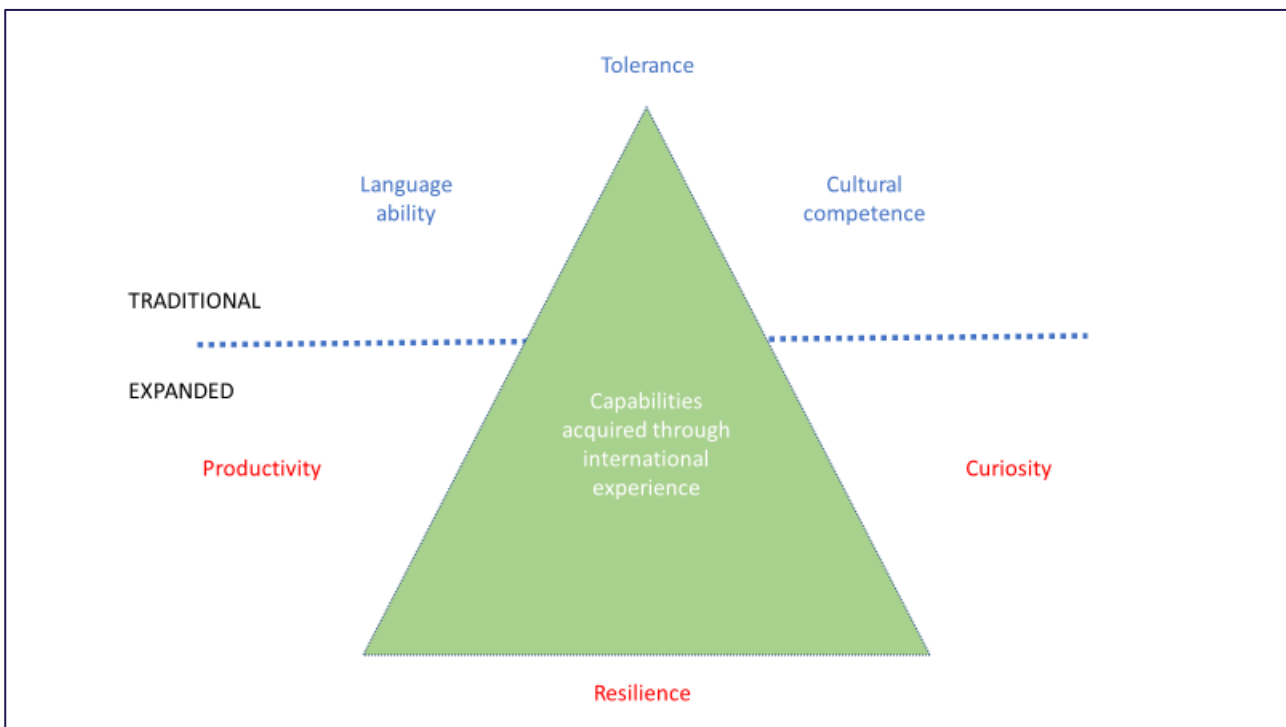 Tolerance
Language
ability
Cultural
competence
TRADITIONAL
EXPANDED
Capabilities
acquired through
international
experience
Productivity
Curiosity
Resilience